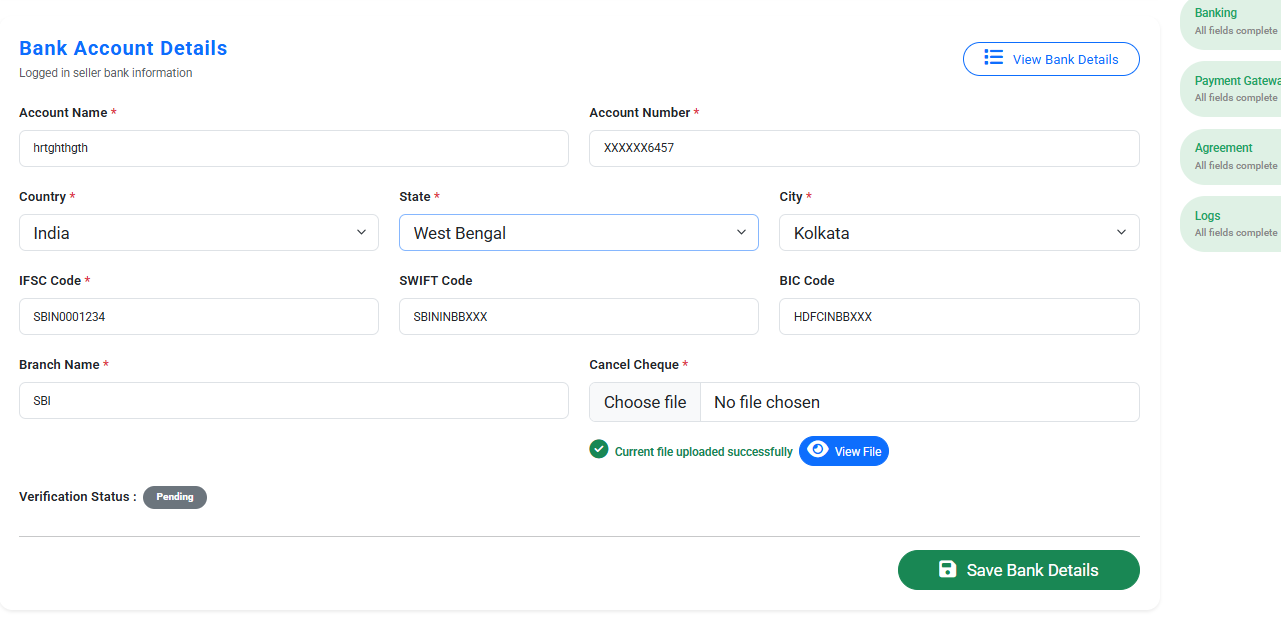 Bank Account Details
Logged in seller bank information
View Bank Details
Account Name *
Account Number *
hrtghthgth
XXXXXX6457
Country *
State *
City *
India
West Bengal
Kolkata
IFSC Code *
SWIFT Code
BIC Code
SBIN0001234
SBININBBXXX
HDFCINBBXXX
Branch Name *
Cancel Cheque *
SBI
Choose file
No file chosen
Current file uploaded successfully
View File
Verification Status :
Pending
Save Bank Details
Banking
All fields complete
Payment Gatewa
All fields complete
Agreement
All fields complete
Logs
All fields complete